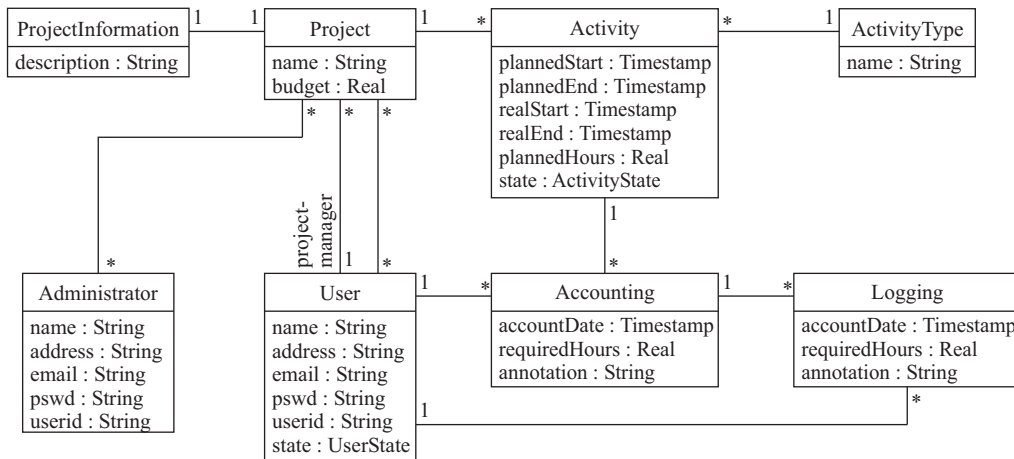 ProjectInformation
description : String
1
1
Project
name : String
budget : Real
1
*
Activity
plannedStart : Timestamp
plannedEnd : Timestamp
realStart : Timestamp
realEnd : Timestamp
plannedHours : Real
state : ActivityState
*
1
ActivityType
name : String
*
*
*
project-
manager
1
*
*
1
*
Administrator
name : String
address : String
email : String
pswd : String
userid : String
User
name : String
address : String
email : String
pswd : String
userid : String
state : UserState
1
*
Accounting
accountDate : Timestamp
requiredHours : Real
annotation : String
1
*
Logging
accountDate : Timestamp
requiredHours : Real
annotation : String
1
*